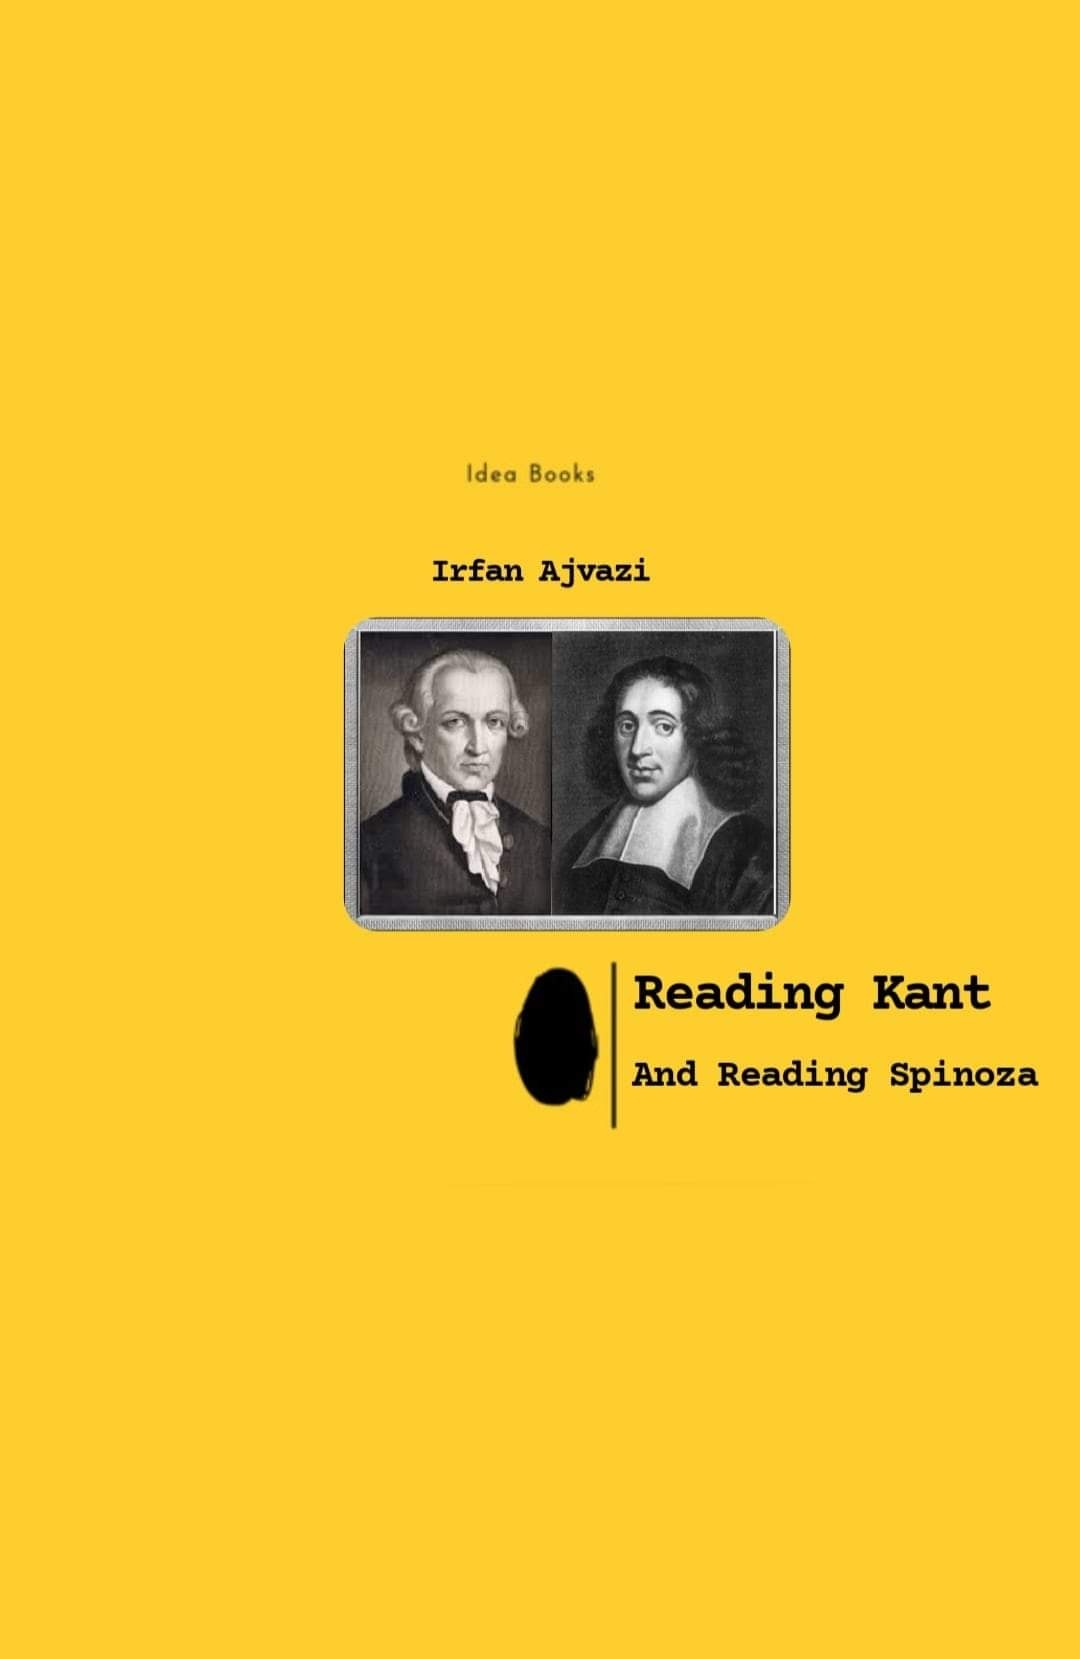 Idea Books
Irfan Ajvazi
Reading Kant
And Reading Spinoza